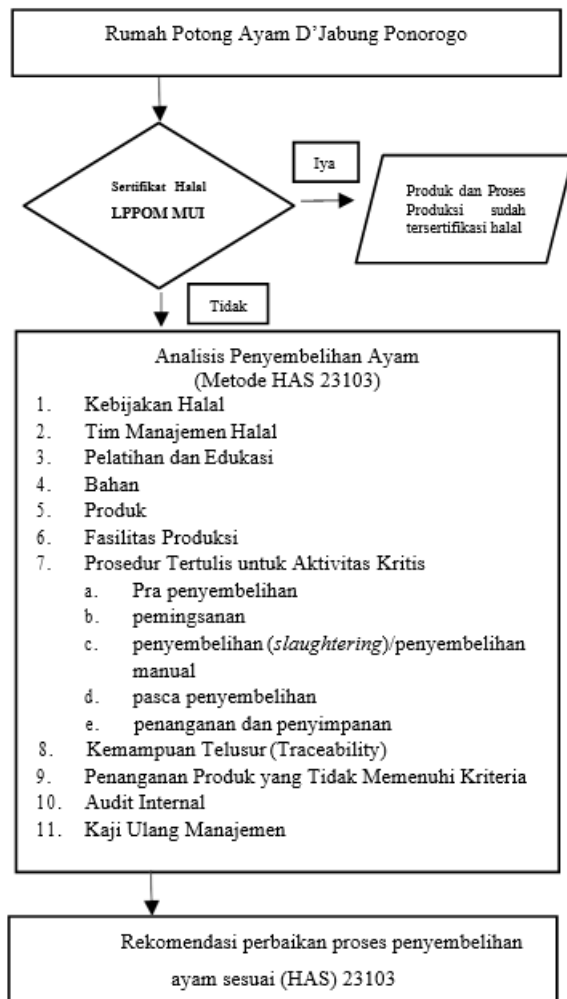 Rumah Potong Ayam D’Jabung Ponorogo
Sertifikat Halal
LPPOM MUI
Iya
Produk dan Proses
Produksi sudah
tersertifikasi halal
Tidak
Analisis Penyembelihan Ayam
(Metode HAS 23103)
1. Kebijakan Halal
2. Tim Manajemen Halal
3. Pelatihan dan Edukasi
4. Bahan
5. Produk
6. Fasilitas Produksi
7. Prosedur Tertulis untuk Aktivitas Kritis
a. Pra penyembelihan
b. pemingsanan
c. penyembelihan (slaughtering)/penyembelihan
manual
d. pasca penyembelihan
e. penanganan dan penyimpanan
8. Kemampuan Telusur (Traceability)
9. Penanganan Produk yang Tidak Memenuhi Kriteria
10. Audit Internal
11. Kaji Ulang Manajemen
Rekomendasi perbaikan proses penyembelihan
ayam sesuai (HAS) 23103